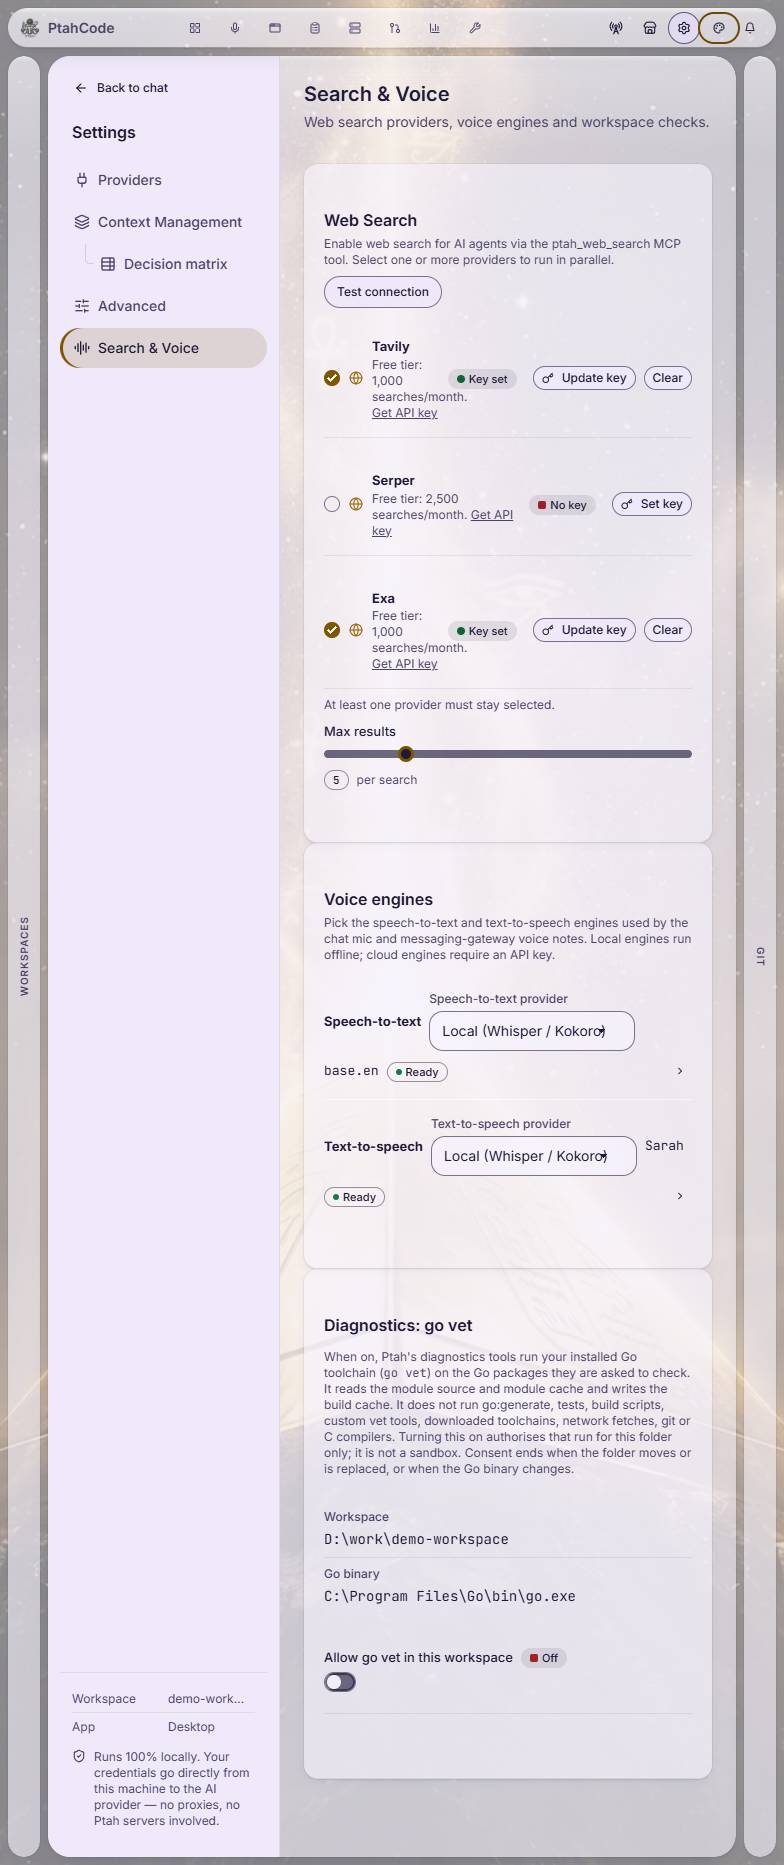 PtahCode
Back to chat
Settings
Providers
Context Management
Decision matrix
Advanced
Search & Voice
WORKSPACES
Workspace demo-work...
App Desktop
Runs 100% locally. Your
credentials go directly from
this machine to the AI
provider — no proxies, no
Ptah servers involved.
Search & Voice
Web search providers, voice engines and workspace checks.
Web Search
Enable web search for AI agents via the ptah_web_search MCP
tool. Select one or more providers to run in parallel.
Test connection
Tavily
Free tier:
1,000
searches/month.
Get API key
Key set
Update key
Clear
Serper
Free tier: 2,500
searches/month. Get API
key
No key
Set key
Exa
Free tier:
1,000
searches/month.
Get API key
Key set
Update key
Clear
At least one provider must stay selected.
Max results
5 per search
Voice engines
Pick the speech-to-text and text-to-speech engines used by the
chat mic and messaging-gateway voice notes. Local engines run
offline; cloud engines require an API key.
Speech-to-text provider
Speech-to-text
Local (Whisper / Kokoro)
base.en Ready
Text-to-speech provider
Text-to-speech
Local (Whisper / Kokoro)
Sarah
Ready
Diagnostics: go vet
When on, Ptah's diagnostics tools run your installed Go
toolchain (go vet) on the Go packages they are asked to check.
It reads the module source and module cache and writes the
build cache. It does not run go:generate, tests, build scripts,
custom vet tools, downloaded toolchains, network fetches, git or
C compilers. Turning this on authorises that run for this folder
only; it is not a sandbox. Consent ends when the folder moves or
is replaced, or when the Go binary changes.
Workspace
D:\work\demo-workspace
Go binary
C:\Program Files\Go\bin\go.exe
Allow go vet in this workspace Off
GIT